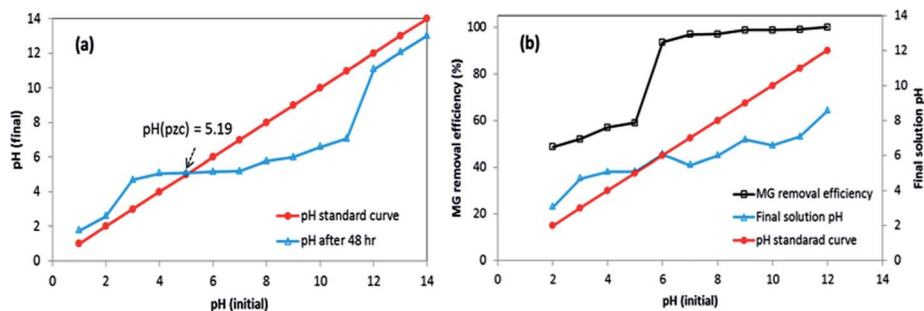 (a)
pH(pzc) = 5.19
pH (final)
14
12
10
8
6
4
2
0
0 2 4 6 8 10 12 14
pH (initial)
pH standard curve
pH after 48 hr
(b)
MG removal efficiency (%)
100
80
60
40
20
0
14
12
10
8
6
4
2
0
Final solution pH
MG removal efficiency
Final solution pH
pH standarad curve
0 2 4 6 8 10 12 14
pH (initial)